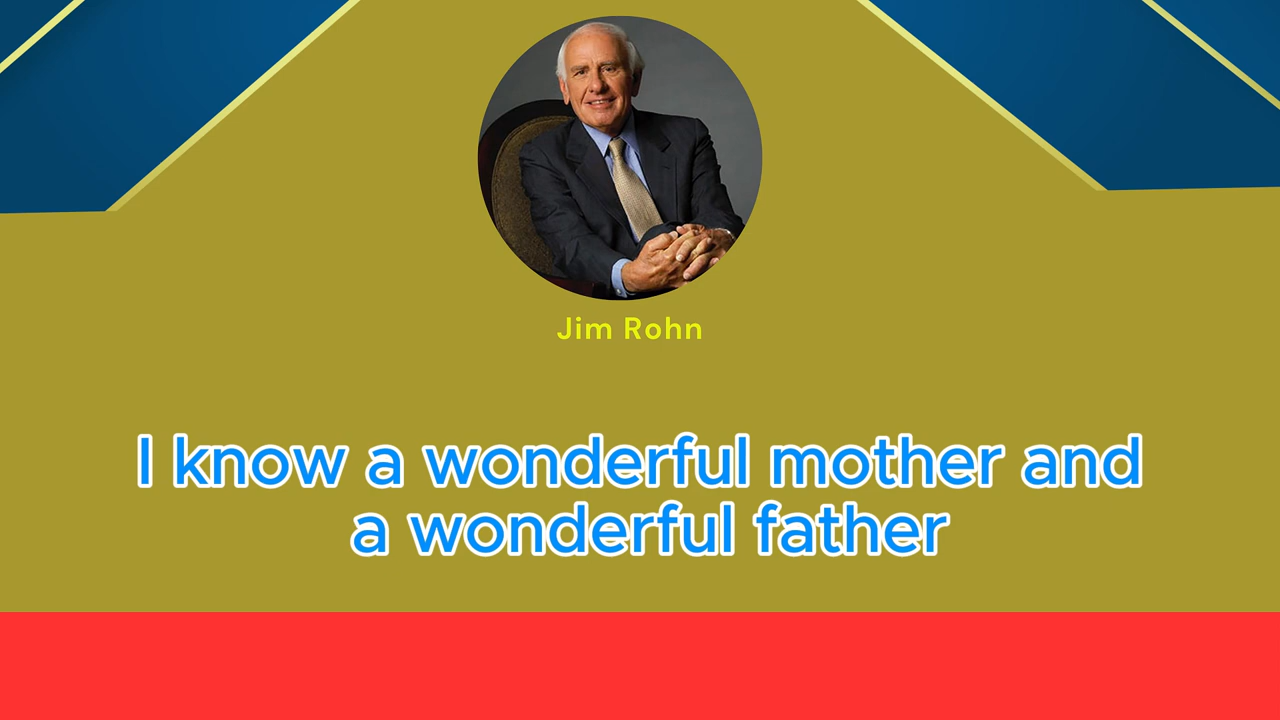 Jim Rohn
I know a wonderful mother and
a wonderful father